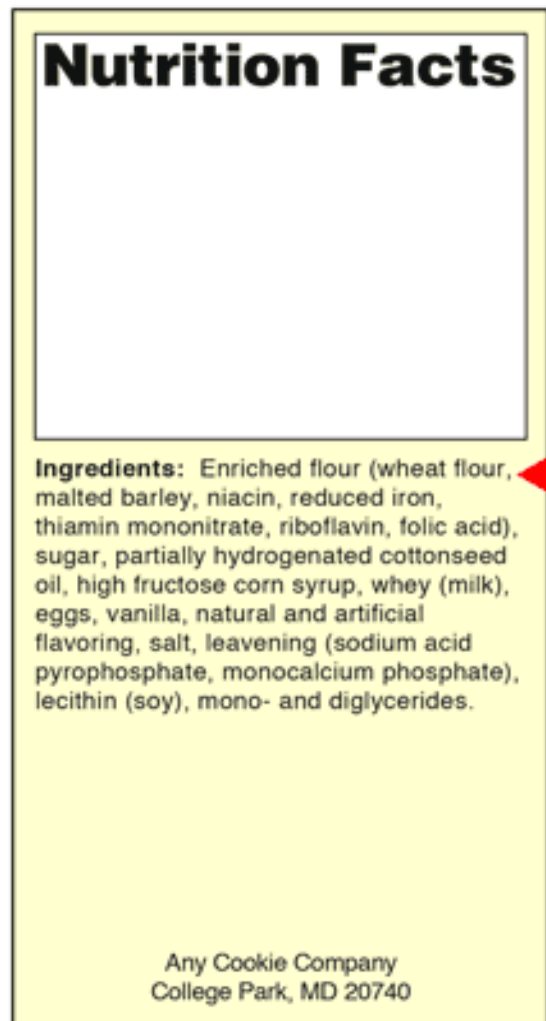 Nutrition Facts
Ingredients: Enriched flour (wheat flour,
malted barley, niacin, reduced iron,
thiamin mononitrate, riboflavin, folic acid),
sugar, partially hydrogenated cottonseed
oil, high fructose corn syrup, whey (milk),
eggs, vanilla, natural and artificial
flavoring, salt, leavening (sodium acid
pyrophosphate, monocalcium phosphate),
lecithin (soy), mono- and diglycerides.
Any Cookie Company
College Park, MD 20740